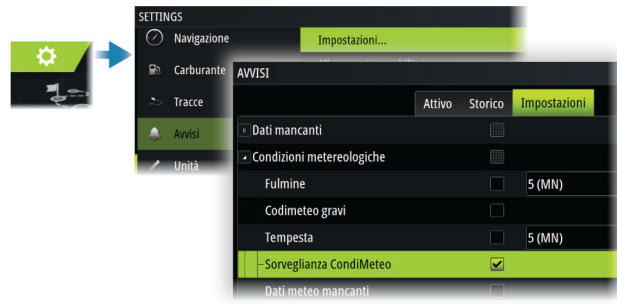 SETTINGS
Navigazione
Impostazioni...
Carburante
Tracce
Avvisi
Unità
AVVISI
Attivo Storico Impostazioni
Dati mancanti
Condizioni metereologiche
Fulmine 5 (MN)
Codimeteo gravi
Tempesta 5 (MN)
Sorveglianza CondiMeteo
Dati meteo mancanti